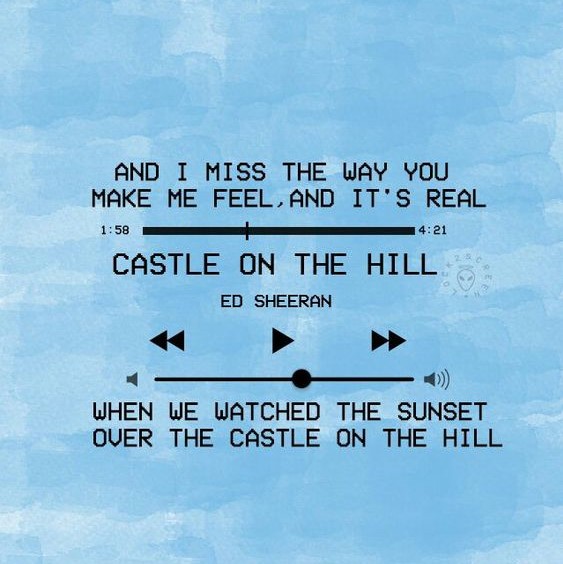 AND I MISS THE WAY YOU
MAKE ME FEEL,AND IT'S REAL
1:58 4:21
CASTLE ON THE HILL
ED SHEERAN
WHEN WE WATCHED THE SUNSET
OVER THE CASTLE ON THE HILL